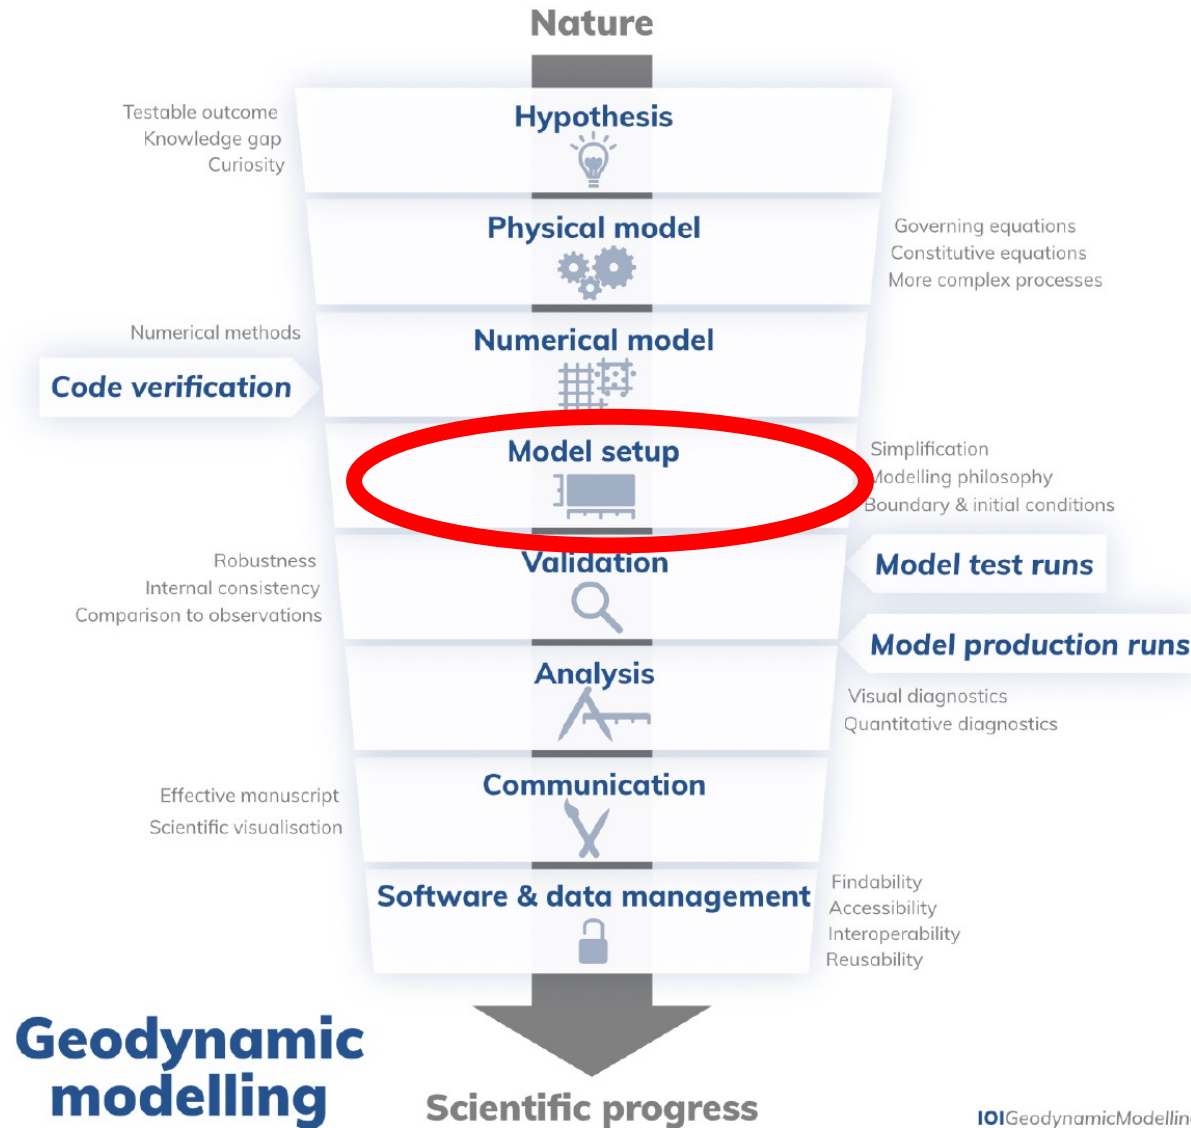 Nature
Testable outcome
Knowledge gap
Curiosity
Hypothesis
Physical model
Governing equations
Constitutive equations
More complex processes
Numerical methods
Code verification
Numerical model
Model setup
Simplification
Modelling philosophy
Boundary & initial conditions
Robustness
Internal consistency
Comparison to observations
Validation
Model test runs
Model production runs
Analysis
Visual diagnostics
Quantitative diagnostics
Effective manuscript
Scientific visualisation
Communication
Software & data management
Findability
Accessibility
Interoperability
Reusability
Geodynamic
modelling
Scientific progress